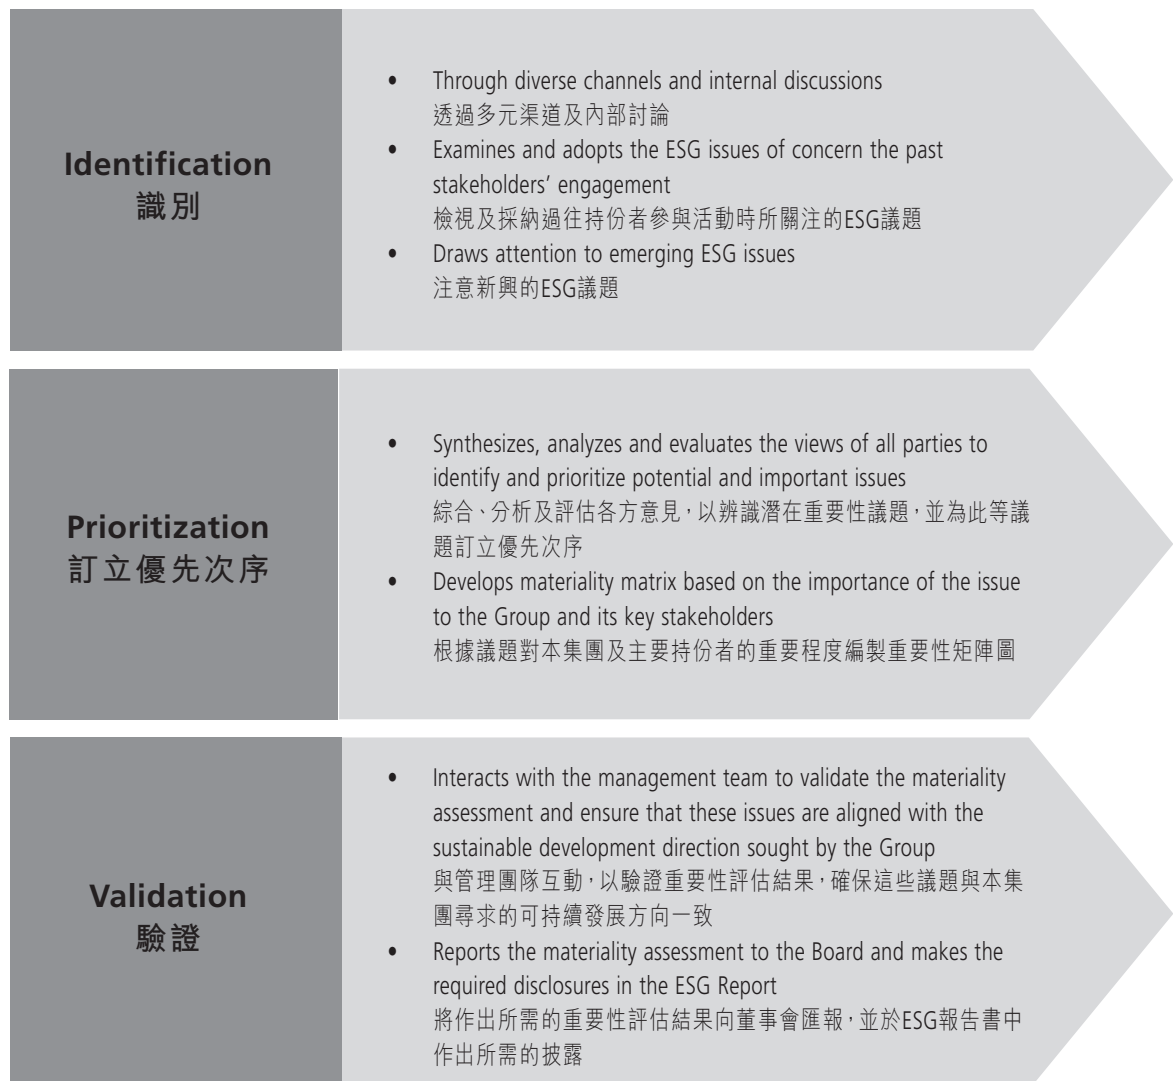 Identification
識別
• Through diverse channels and internal discussions
透過多元渠道及內部討論
• Examines and adopts the ESG issues of concern the past
stakeholders’ engagement
檢視及採納過往持份者參與活動時所關注的ESG議題
• Draws attention to emerging ESG issues
注意新興的ESG議題
Prioritization
訂立優先次序
• Synthesizes, analyzes and evaluates the views of all parties to
identify and prioritize potential and important issues
綜合、分析及評估各方意見，以辨識潛在重要性議題，並為此等議
題訂立優先次序
• Develops materiality matrix based on the importance of the issue
to the Group and its key stakeholders
根據議題對本集團及主要持份者的重要程度編製重要性矩陣圖
Validation
驗證
• Interacts with the management team to validate the materiality
assessment and ensure that these issues are aligned with the
sustainable development direction sought by the Group
與管理團隊互動，以驗證重要性評估結果，確保這些議題與本集
團尋求的可持續發展方向一致
• Reports the materiality assessment to the Board and makes the
required disclosures in the ESG Report
將作出所需的重要性評估結果向董事會匯報，並於ESG報告書中
作出所需的披露